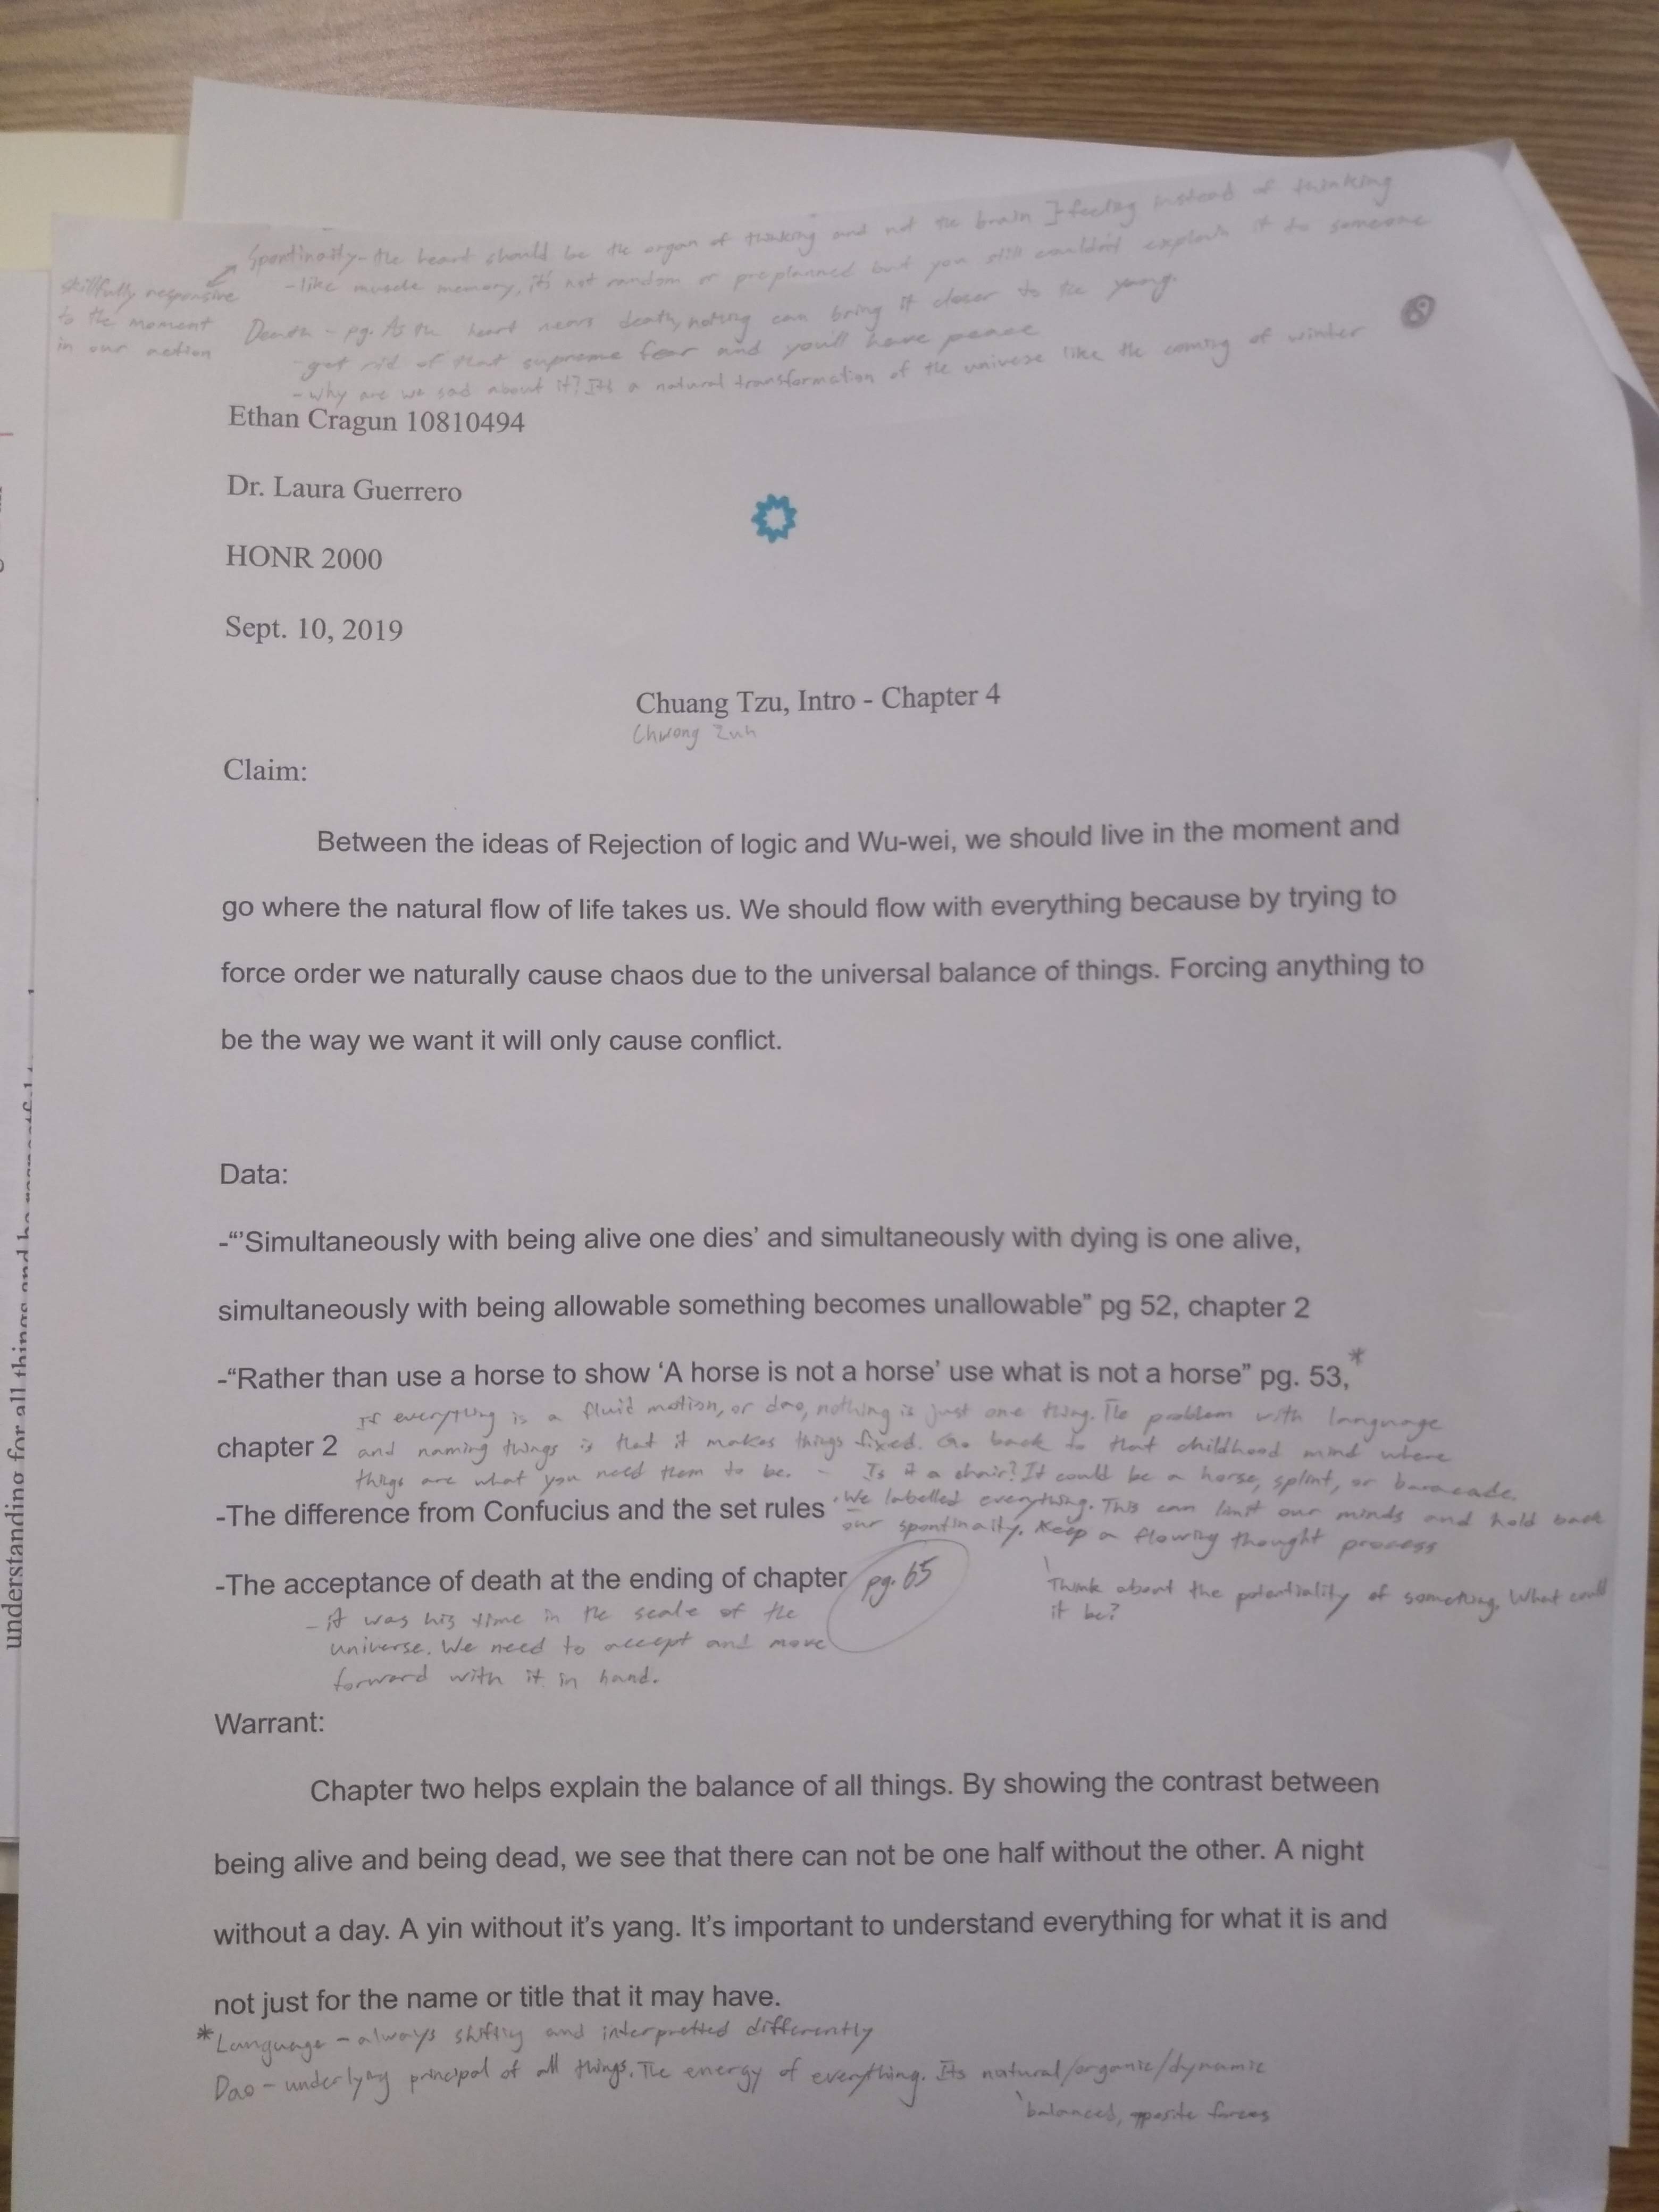 Spontinaity - the heart should be the organ of thinking and not the brain } feeling instead of thinking
- like muscle memory, it's not random or preplanned but you still couldn't explain it to someone
skillfully responsive
to the moment
in our action
Death - pg. As the heart nears death, nothing can bring it closer to the young.
- get rid of that supreme fear and you'll have peace
- why are we sad about it? Its a natural transformation of the universe like the coming of winter
Ethan Cragun 10810494
Dr. Laura Guerrero
HONR 2000
Sept. 10, 2019
Chuang Tzu, Intro - Chapter 4
Chwong Zuh
Claim:
Between the ideas of Rejection of logic and Wu-wei, we should live in the moment and
go where the natural flow of life takes us. We should flow with everything because by trying to
force order we naturally cause chaos due to the universal balance of things. Forcing anything to
be the way we want it will only cause conflict.
Data:
-“’Simultaneously with being alive one dies’ and simultaneously with dying is one alive,
simultaneously with being allowable something becomes unallowable” pg 52, chapter 2
-“Rather than use a horse to show ‘A horse is not a horse’ use what is not a horse” pg. 53,*
chapter 2
If everything is a fluid motion, or dao, nothing is just one thing. The problem with language
and naming things is that it makes things fixed. Go back to that childhood mind where
things are what you need them to be. - Is it a chair? It could be a horse, splint, or baracade.
-The difference from Confucius and the set rules
We labelled everything. This can limit our minds and hold back
our spontinaity. Keep a flowing thought process
-The acceptance of death at the ending of chapter pg. 65
Think about the potentiality of something. What could
it be?
- it was his time in the scale of the
universe. We need to accept and move
forward with it in hand.
Warrant:
Chapter two helps explain the balance of all things. By showing the contrast between
being alive and being dead, we see that there can not be one half without the other. A night
without a day. A yin without it’s yang. It’s important to understand everything for what it is and
not just for the name or title that it may have.
*Language - always shifting and interpretted differently
Dao - underlying principal of all things. The energy of everything. Its natural/organic/dynamic
balanced, opposite forces
understanding for all things and be